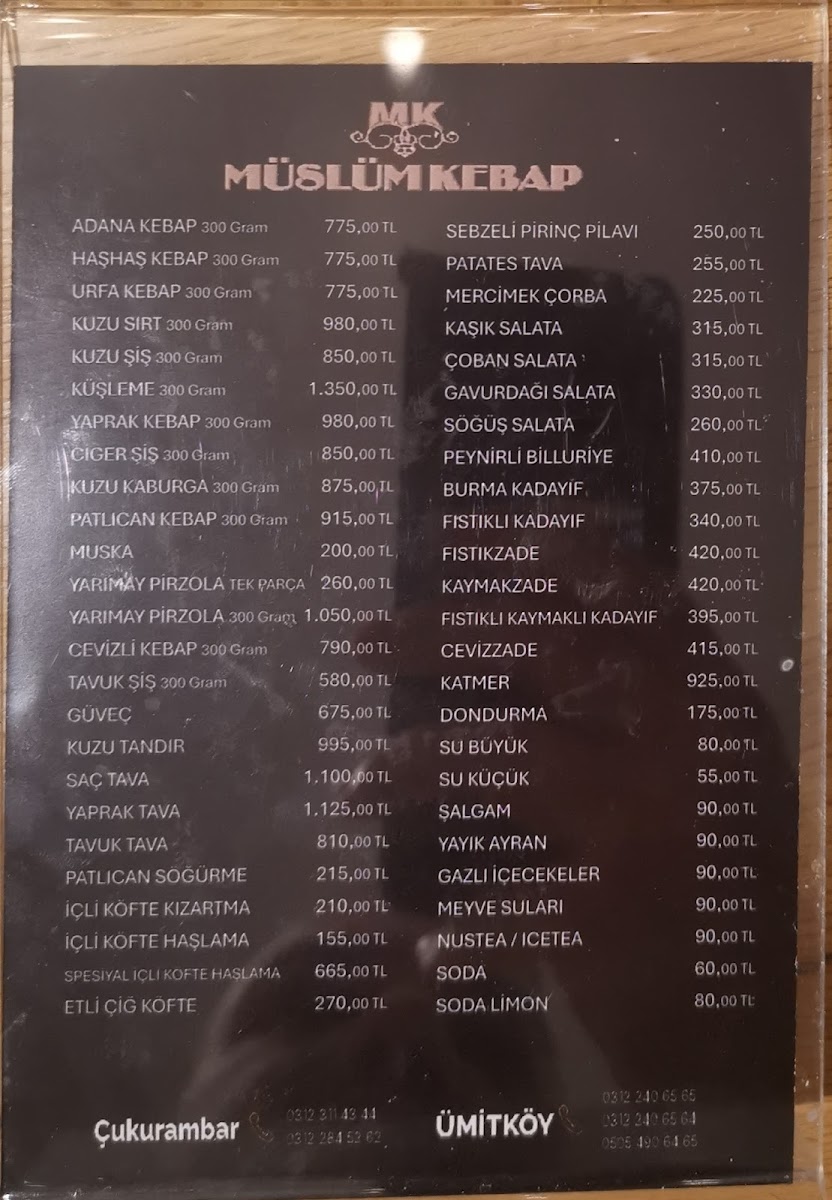 MK
MÜSLÜM KEBAP
ADANA KEBAP 300 Gram 775,00 TL
HAŞHAŞ KEBAP 300 Gram 775,00 TL
URFA KEBAP 300 Gram 775,00 TL
KUZU SIRT 300 Gram 980,00 TL
KUZU ŞİŞ 300 Gram 850,00 TL
KÜŞLEME 300 Gram 1.350,00 TL
YAPRAK KEBAP 300 Gram 980,00 TL
CIGER ŞİŞ 300 Gram 850,00 TL
KUZU KABURGA 300 Gram 875,00 TL
PATLICAN KEBAP 300 Gram 915,00 TL
MUSKA 200,00 TL
YARIMAY PİRZOLA TEK PARÇA 260,00 TL
YARIMAY PİRZOLA 300 Gram 1.050,00 TL
CEVİZLİ KEBAP 300 Gram 790,00 TL
TAVUK ŞİŞ 300 Gram 580,00 TL
GÜVEÇ 675,00 TL
KUZU TANDIR 995,00 TL
SAÇ TAVA 1.100,00 TL
YAPRAK TAVA 1.125,00 TL
TAVUK TAVA 810,00 TL
PATLICAN SÖĞÜRME 215,00 TL
İÇLİ KÖFTE KIZARTMA 210,00 TL
İÇLİ KÖFTE HAŞLAMA 155,00 TL
SPESİYAL İÇLİ KÖFTE HAŞLAMA 665,00 TL
ETLİ ÇİĞ KÖFTE 270,00 TL
SEBZELİ PİRİNÇ PİLAVI 250,00 TL
PATATES TAVA 255,00 TL
MERCİMEK ÇORBA 225,00 TL
KAŞIK SALATA 315,00 TL
ÇOBAN SALATA 315,00 TL
GAVURDAĞI SALATA 330,00 TL
SÖĞÜŞ SALATA 260,00 TL
PEYNİRLİ BİLLURİYE 410,00 TL
BURMA KADAYIF 375,00 TL
FISTIKLI KADAYIF 340,00 TL
FISTIKZADE 420,00 TL
KAYMAKZADE 420,00 TL
FISTIKLI KAYMAKLI KADAYIF 395,00 TL
CEVİZZADE 415,00 TL
KATMER 925,00 TL
DONDURMA 175,00 TL
SU BÜYÜK 80,00 TL
SU KÜÇÜK 55,00 TL
ŞALGAM 90,00 TL
YAYIK AYRAN 90,00 TL
GAZLI İÇECEKELER 90,00 TL
MEYVE SULARI 90,00 TL
NUSTEA / ICETEA 90,00 TL
SODA 60,00 TL
SODA LİMON 80,00 TL
Çukurambar
0312 311 43 44
0312 284 53 62
ÜMİTKÖY
0312 240 65 65
0312 240 65 64
0505 490 64 65